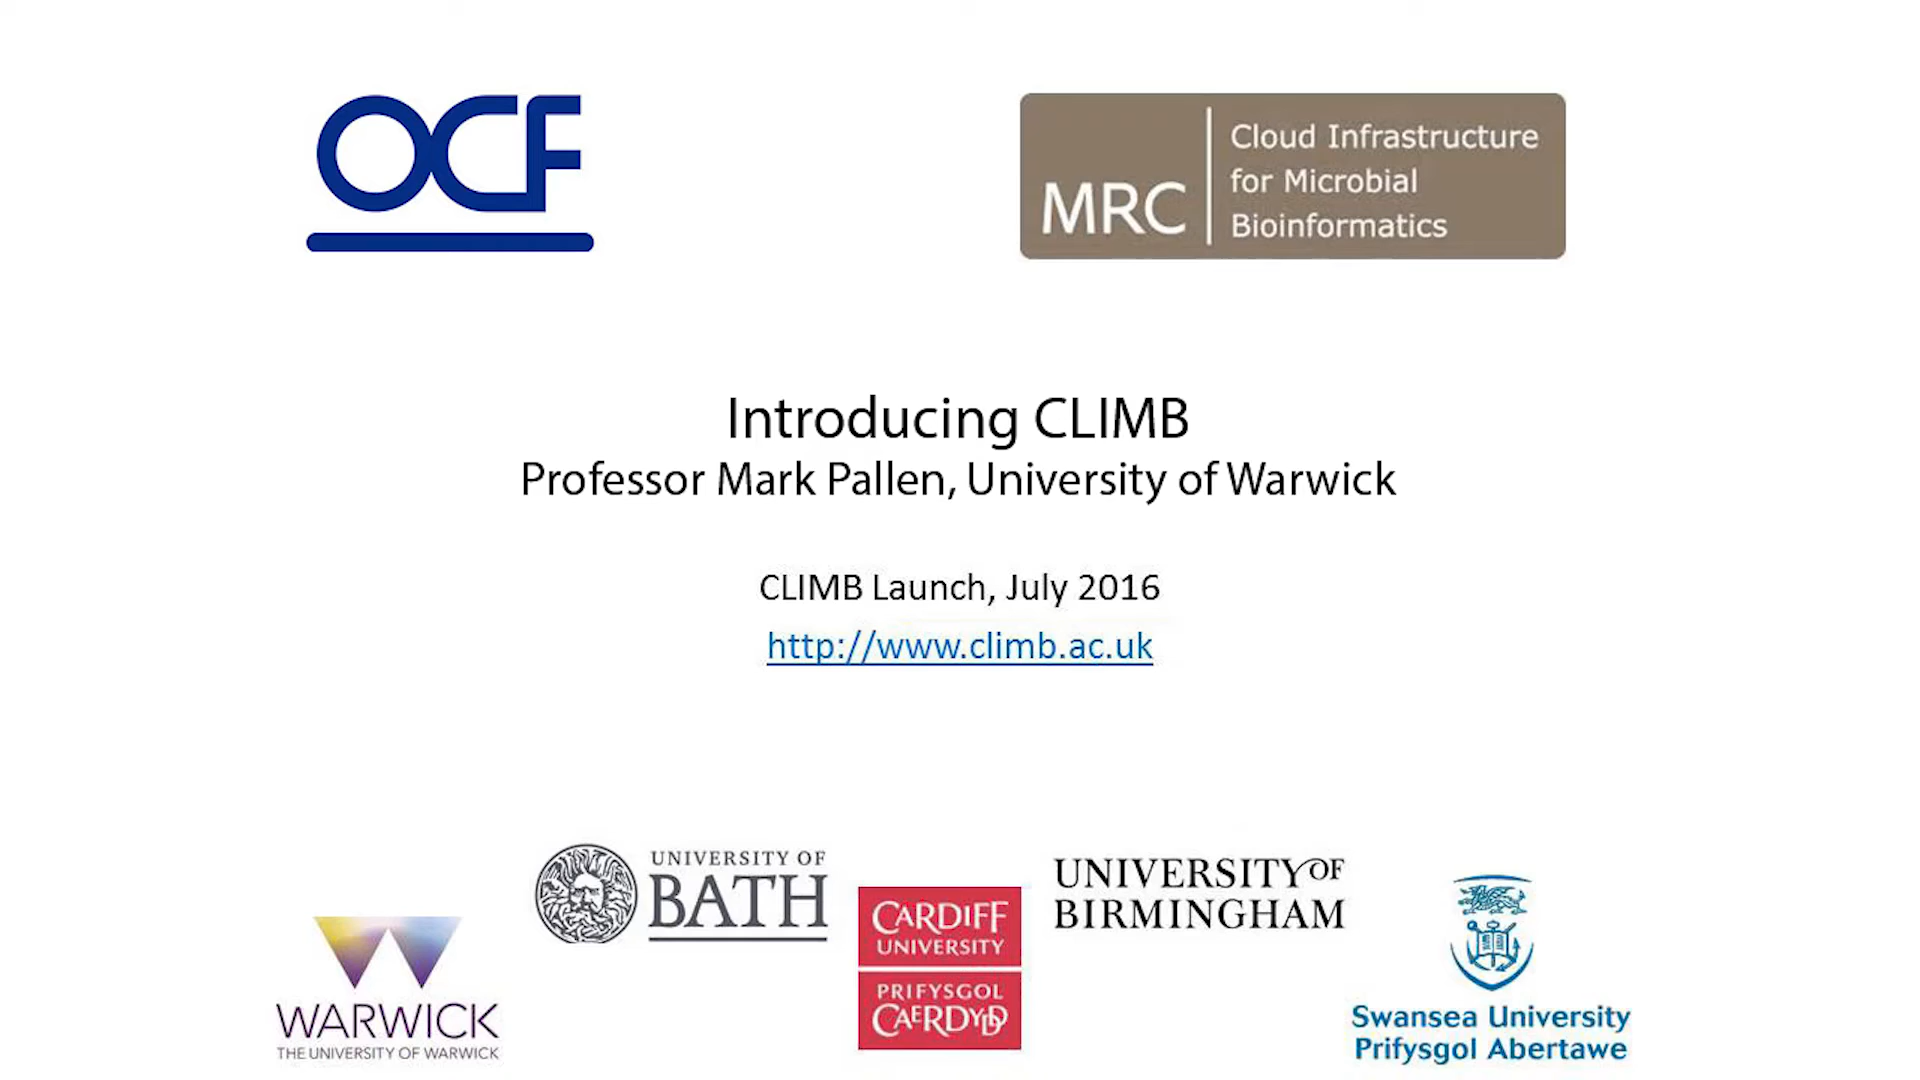 OCF
MRC
Cloud Infrastructure
for Microbial
Bioinformatics
Introducing CLIMB
Professor Mark Pallen, University of Warwick
CLIMB Launch, July 2016
http://www.climb.ac.uk
WARWICK
THE UNIVERSITY OF WARWICK
UNIVERSITY OF
BATH
CARDIFF
UNIVERSITY
PRIFYSGOL
CAERDYDD
UNIVERSITY OF
BIRMINGHAM
Swansea University
Prifysgol Abertawe